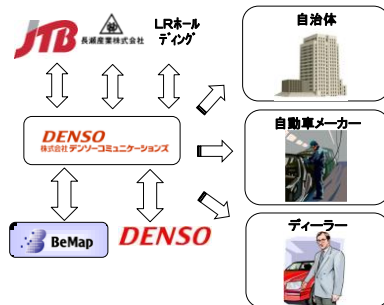 JTB
長瀬産業株式会社
LRホール
ディング
自治体
DENSO
株式会社 デンソーコミュニケーションズ
自動車メーカー
BeMap
DENSO
ディーラー